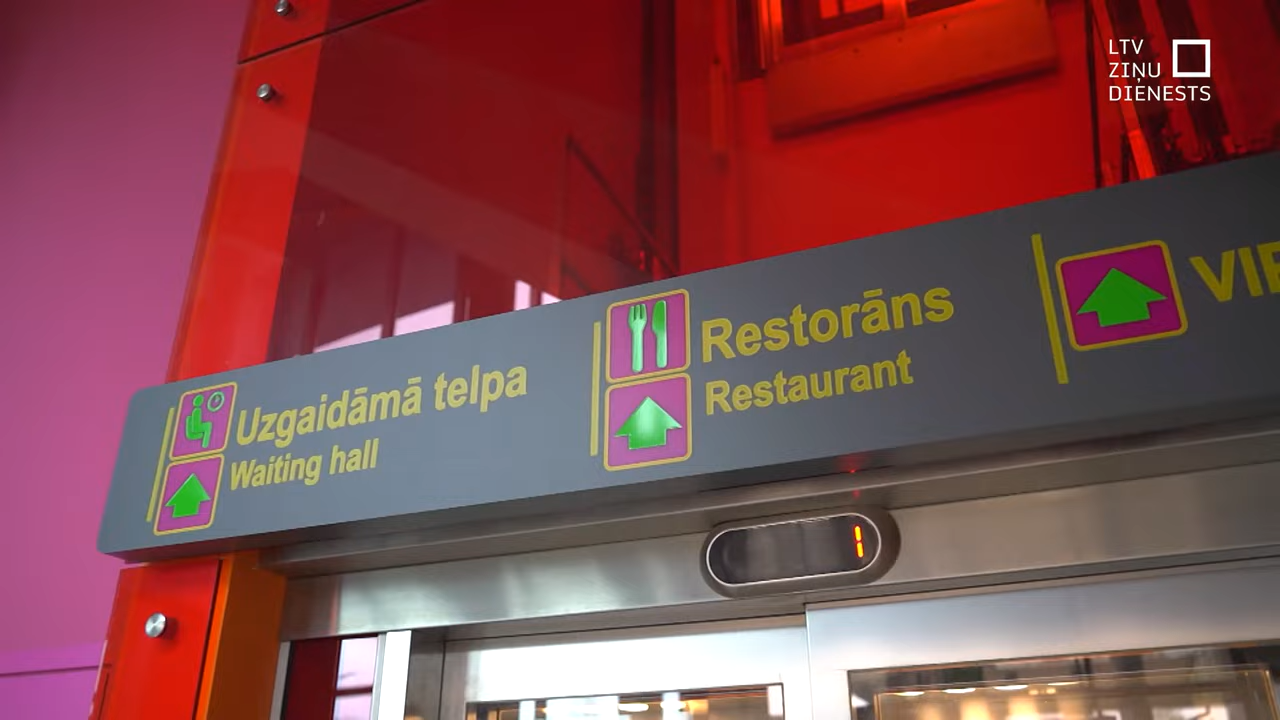 LTV
ZIŅU
DIENESTS
Uzgaidāmā telpa
Waiting hall
Restorāns
Restaurant
1